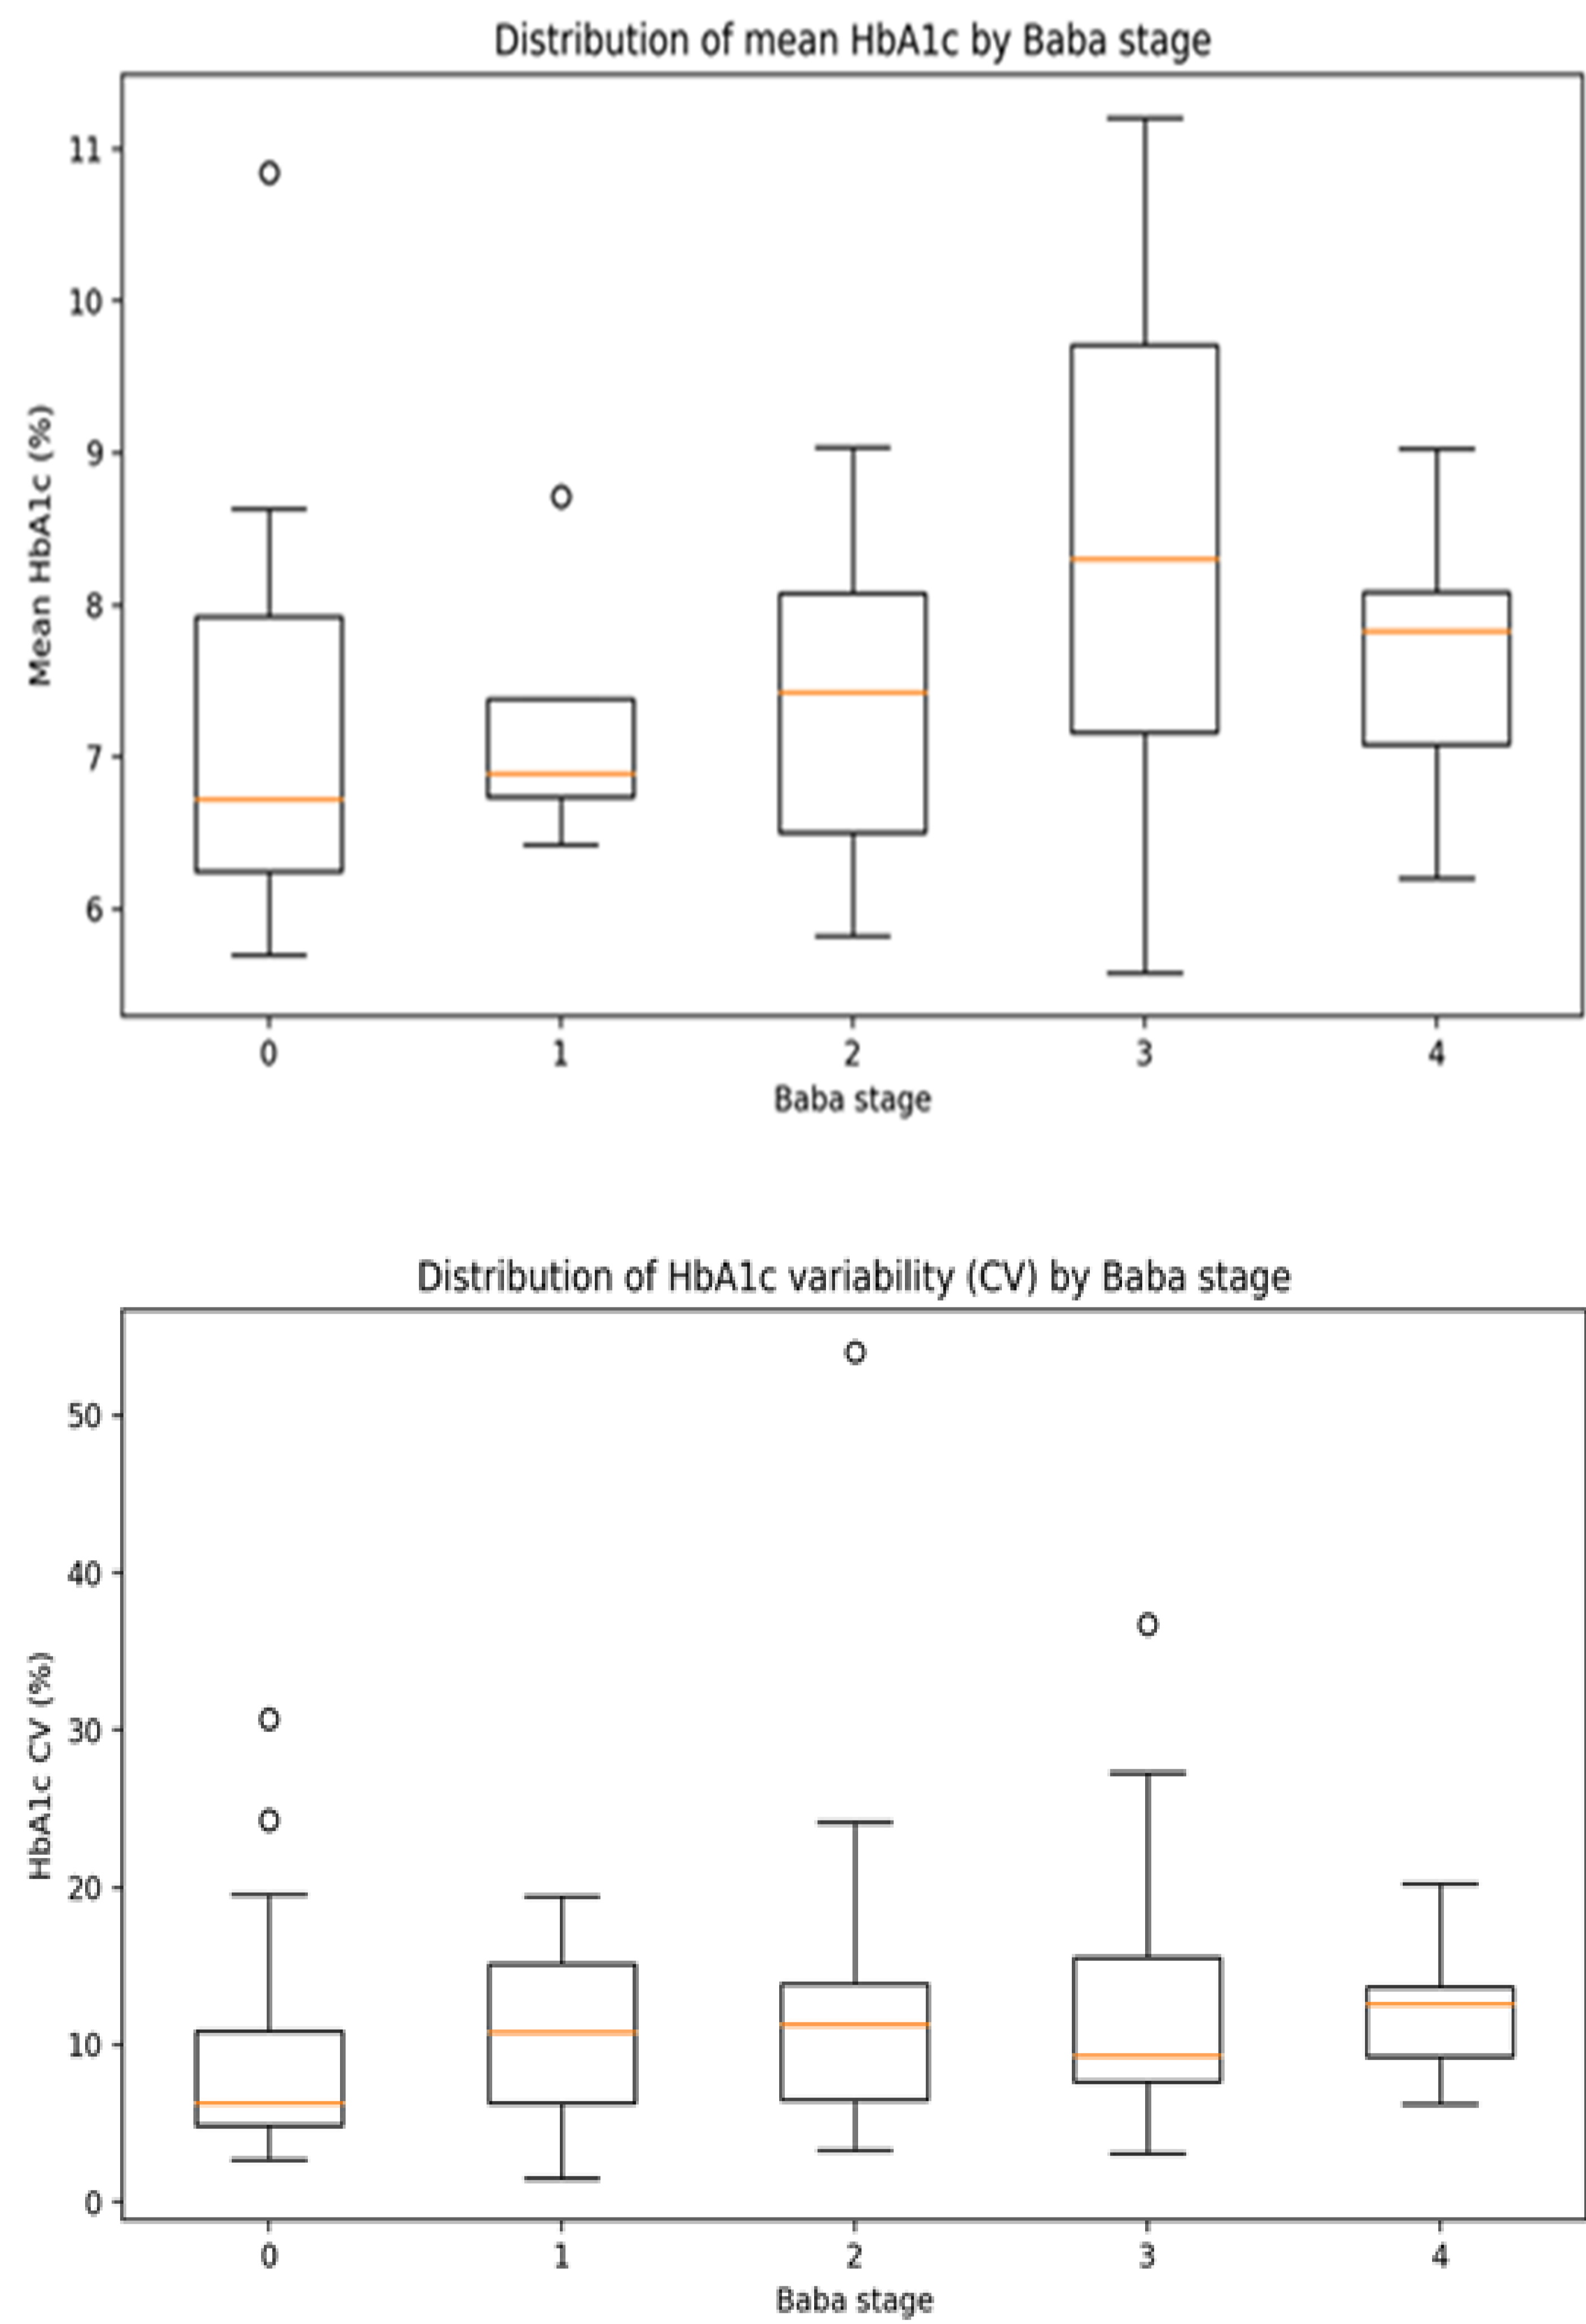 Distribution of mean HbA1c by Baba stage
11
10
9
8
7
6
Mean HbA1c (%)
0 1 2 3 4
Baba stage
Distribution of HbA1c variability (CV) by Baba stage
50
40
30
20
10
0
HbA1c CV (%)
0 1 2 3 4
Baba stage